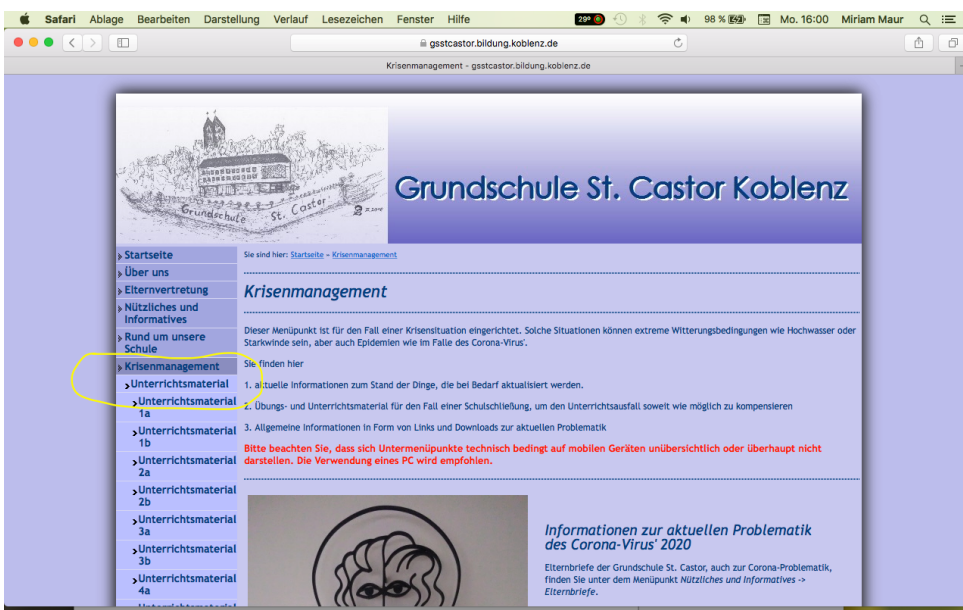 Safari Ablage Bearbeiten Darstellung Verlauf Lesezeichen Fenster Hilfe 29° 98 % Mo. 16:00 Miriam Maur
gsstcastor.bildung.koblenz.de
Krisenmanagement - gsstcastor.bildung.koblenz.de
Grundschule St. Castor
Grundschule St. Castor Koblenz
Startseite
Über uns
Elternvertretung
Nützliches und
Informatives
Rund um unsere
Schule
Krisenmanagement
Unterrichtsmaterial
Unterrichtsmaterial
1a
Unterrichtsmaterial
1b
Unterrichtsmaterial
2a
Unterrichtsmaterial
2b
Unterrichtsmaterial
3a
Unterrichtsmaterial
3b
Unterrichtsmaterial
4a
Unterrichtsmaterial
Sie sind hier: Startseite - Krisenmanagement
Krisenmanagement
Dieser Menüpunkt ist für den Fall einer Krisensituation eingerichtet. Solche Situationen können extreme Witterungsbedingungen wie Hochwasser oder
Starkwinde sein, aber auch Epidemien wie im Falle des Corona-Virus'.
Sie finden hier
1. aktuelle Informationen zum Stand der Dinge, die bei Bedarf aktualisiert werden.
2. Übungs- und Unterrichtsmaterial für den Fall einer Schulschließung, um den Unterrichtsausfall soweit wie möglich zu kompensieren
3. Allgemeine Informationen in Form von Links und Downloads zur aktuellen Problematik
Bitte beachten Sie, dass sich Untermenüpunkte technisch bedingt auf mobilen Geräten unübersichtlich oder überhaupt nicht
darstellen. Die Verwendung eines PC wird empfohlen.
Informationen zur aktuellen Problematik
des Corona-Virus' 2020
Elternbriefe der Grundschule St. Castor, auch zur Corona-Problematik,
finden Sie unter dem Menüpunkt Nützliches und Informatives ->
Elternbriefe.